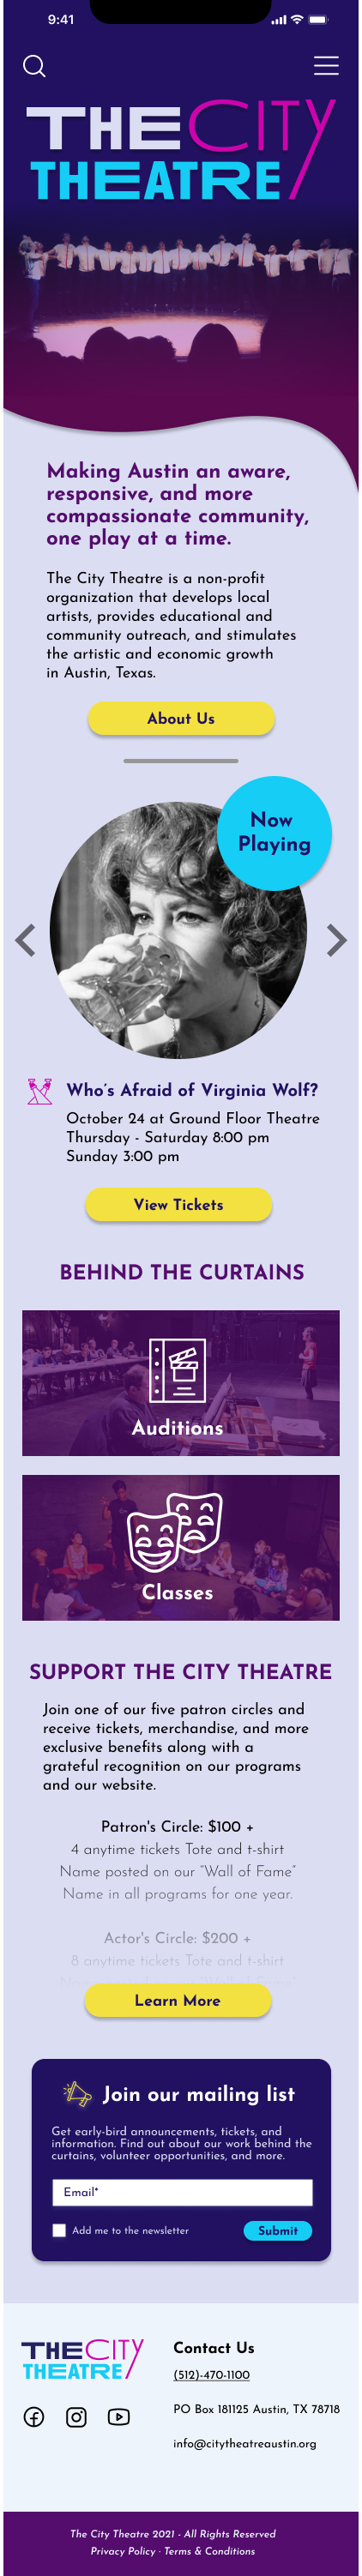 9:41
THE CITY
THEATRE
Making Austin an aware,
responsive, and more
compassionate community,
one play at a time.
The City Theatre is a non-profit
organization that develops local
artists, provides educational and
community outreach, and stimulates
the artistic and economic growth
in Austin, Texas.
About Us
Now
Playing
Who's Afraid of Virginia Wolf?
October 24 at Ground Floor Theatre
Thursday - Saturday 8:00 pm
Sunday 3:00 pm
View Tickets
BEHIND THE CURTAINS
Auditions
Classes
SUPPORT THE CITY THEATRE
Join one of our five patron circles and
receive tickets, merchandise, and more
exclusive benefits along with a
grateful recognition on our programs
and our website.
Patron's Circle: $100 +
4 anytime tickets Tote and t-shirt
Name posted on our “Wall of Fame”
Name in all programs for one year.
Actor's Circle: $200 +
8 anytime tickets Tote and t-shirt
Learn More
Join our mailing list
Get early-bird announcements, tickets, and
information. Find out about our work behind the
curtains, volunteer opportunities, and more.
Email*
Add me to the newsletter
Submit
THE CITY
THEATRE
Contact Us
(512)-470-1100
PO Box 181125 Austin, TX 78718
info@citytheatreaustin.org
The City Theatre 2021 - All Rights Reserved
Privacy Policy · Terms & Conditions